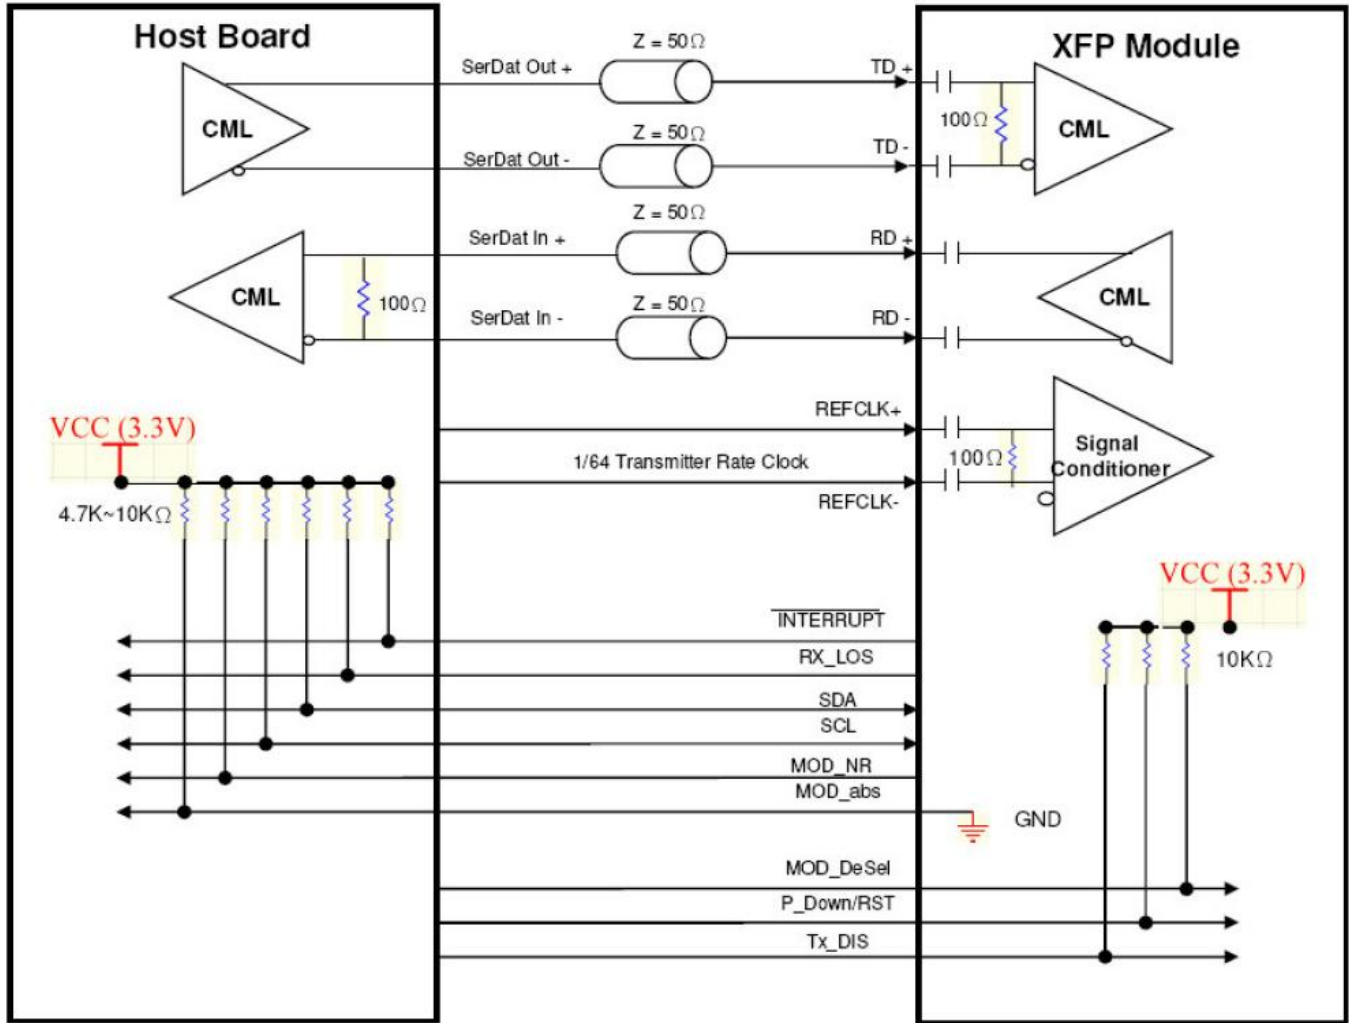 Host Board
XFP Module
Z = 50Ω
SerDat Out +
TD +
CML
100Ω
CML
Z = 50Ω
SerDat Out -
TD -
Z = 50Ω
SerDat In +
RD +
CML
100Ω
CML
Z = 50Ω
SerDat In -
RD -
REFCLK+
VCC (3.3V)
1/64 Transmitter Rate Clock
100Ω
Signal
Conditioner
REFCLK-
4.7K~10KΩ
VCC (3.3V)
INTERRUPT
RX_LOS
10KΩ
SDA
SCL
MOD_NR
MOD_abs
GND
MOD_DeSel
P_Down/RST
Tx_DIS